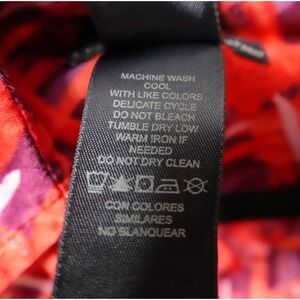 MACHINE WASH
COOL
WITH LIKE COLORS
DELICATE CYCLE
DO NOT BLEACH
TUMBLE DRY LOW
WARM IRON IF
NEEDED
DO NOT DRY CLEAN
CON COLORES
SIMILARES
NO BLANQUEAR